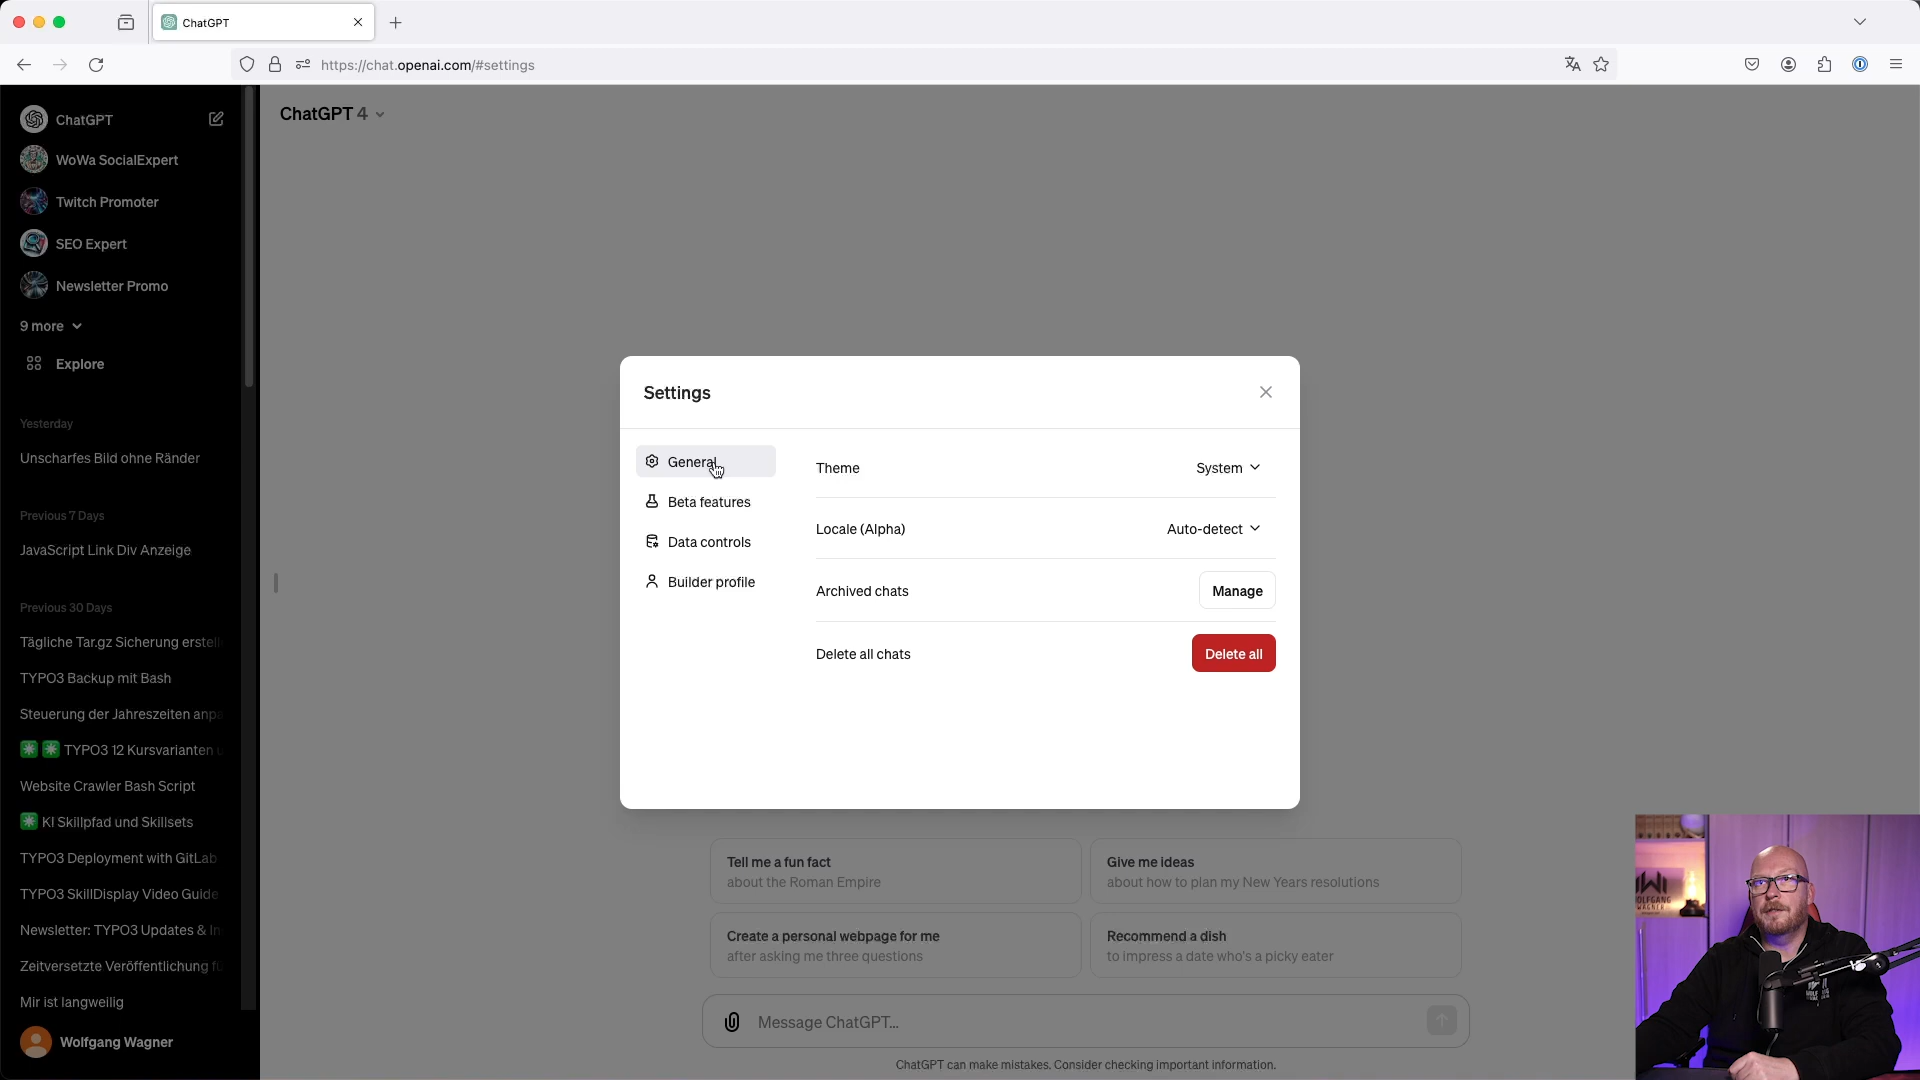 ChatGPT
https://chat.openai.com/#settings
ChatGPT
WoWa SocialExpert
Twitch Promoter
SEO Expert
Newsletter Promo
9 more
Explore
Yesterday
Unscharfes Bild ohne Ränder
Previous 7 Days
JavaScript Link Div Anzeige
Previous 30 Days
Tägliche Tar.gz Sicherung erstell
TYPO3 Backup mit Bash
Steuerung der Jahreszeiten anpa
TYPO3 12 Kursvarianten u
Website Crawler Bash Script
KI Skillpfad und Skillsets
TYPO3 Deployment with GitLab
TYPO3 SkillDisplay Video Guide
Newsletter: TYPO3 Updates & In
Zeitversetzte Veröffentlichung fü
Mir ist langweilig
Wolfgang Wagner
ChatGPT 4
Settings
General
Beta features
Data controls
Builder profile
Theme
System
Locale (Alpha)
Auto-detect
Archived chats
Manage
Delete all chats
Delete all
Tell me a fun fact
about the Roman Empire
Give me ideas
about how to plan my New Years resolutions
Create a personal webpage for me
after asking me three questions
Recommend a dish
to impress a date who's a picky eater
Message ChatGPT...
ChatGPT can make mistakes. Consider checking important information.
WAGNER